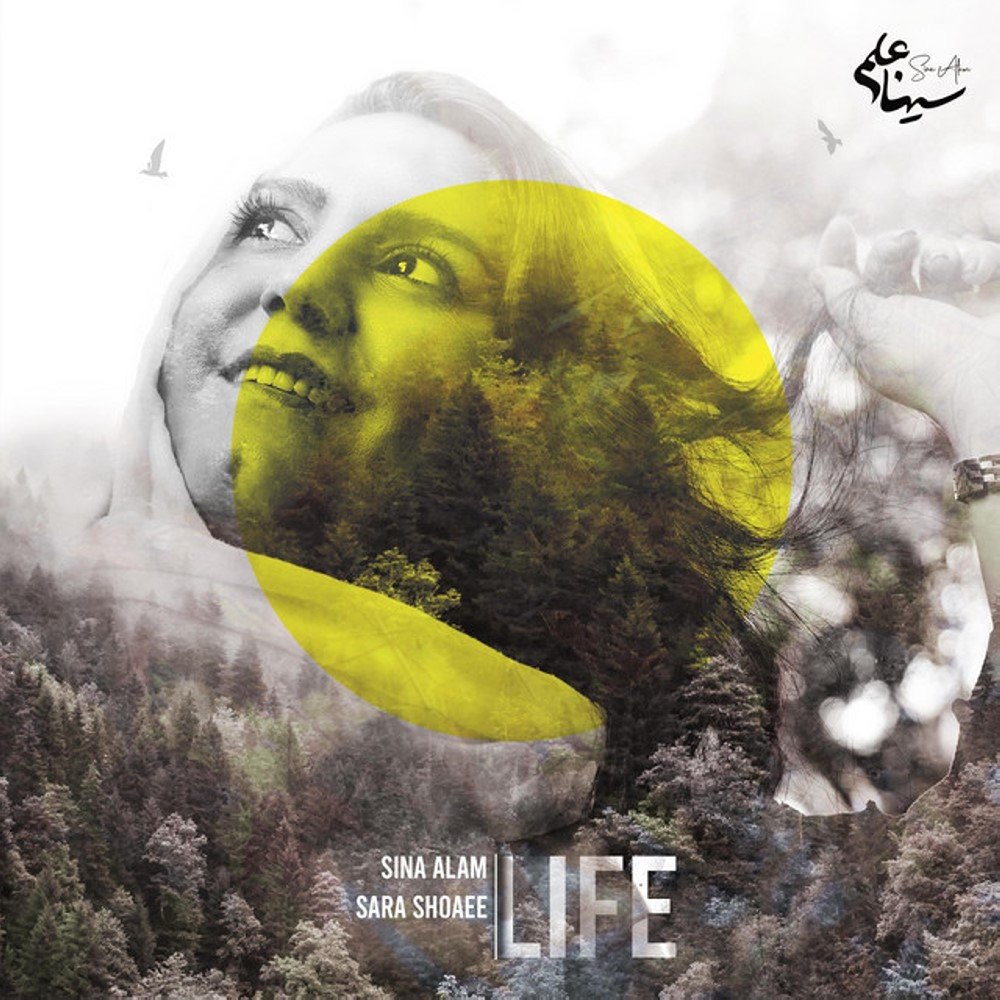 سینا علم
Sina Alam
SINA ALAM
SARA SHOAEE
LIFE